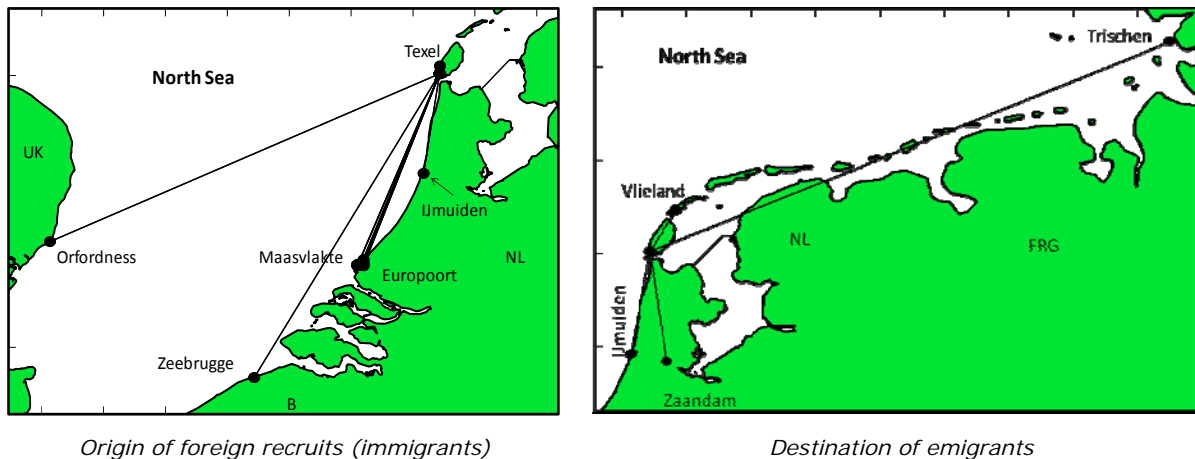 Texel
North Sea
UK
IJmuiden
Orfordness
Maasvlakte
Europoort
NL
Zeebrugge
B
Origin of foreign recruits (immigrants)
Trischen
North Sea
Vlieland
NL
FRG
IJmuiden
Zaandam
Destination of emigrants